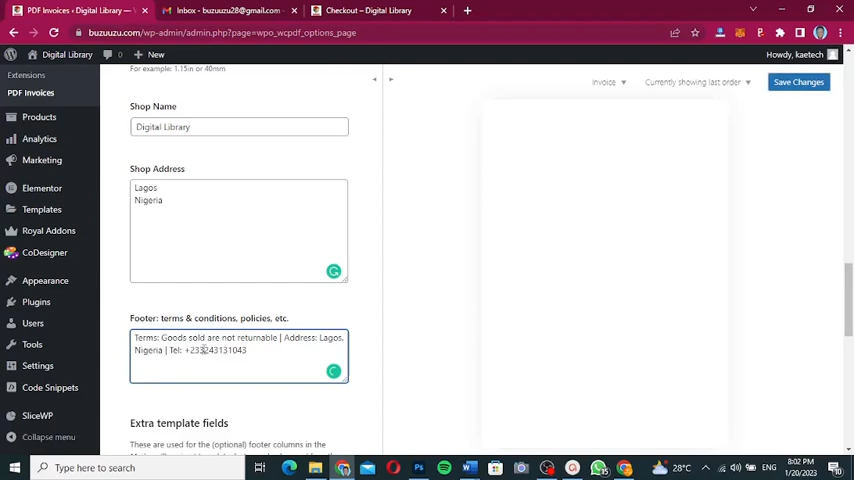 PDF Invoices ‹ Digital Library —
Inbox - buzuuzu28@gmail.com -
Checkout – Digital Library
buzuuzu.com/wp-admin/admin.php?page=wpo_wcpdf_options_page
Digital Library
0
New
Howdy, kaetech
Extensions
PDF Invoices
Products
Analytics
Marketing
Elementor
Templates
Royal Addons
CoDesigner
Appearance
Plugins
Users
Tools
Settings
Code Snippets
SliceWP
Collapse menu
For example: 1.15in or 40mm
Shop Name
Digital Library
Shop Address
Lagos
Nigeria
Footer: terms & conditions, policies, etc.
Terms: Goods sold are not returnable | Address: Lagos,
Nigeria | Tel: +233243131043
Extra template fields
These are used for the (optional) footer columns in the
Invoice
Currently showing last order
Save Changes
Type here to search
28°C
ENG
8:02 PM
1/20/2023